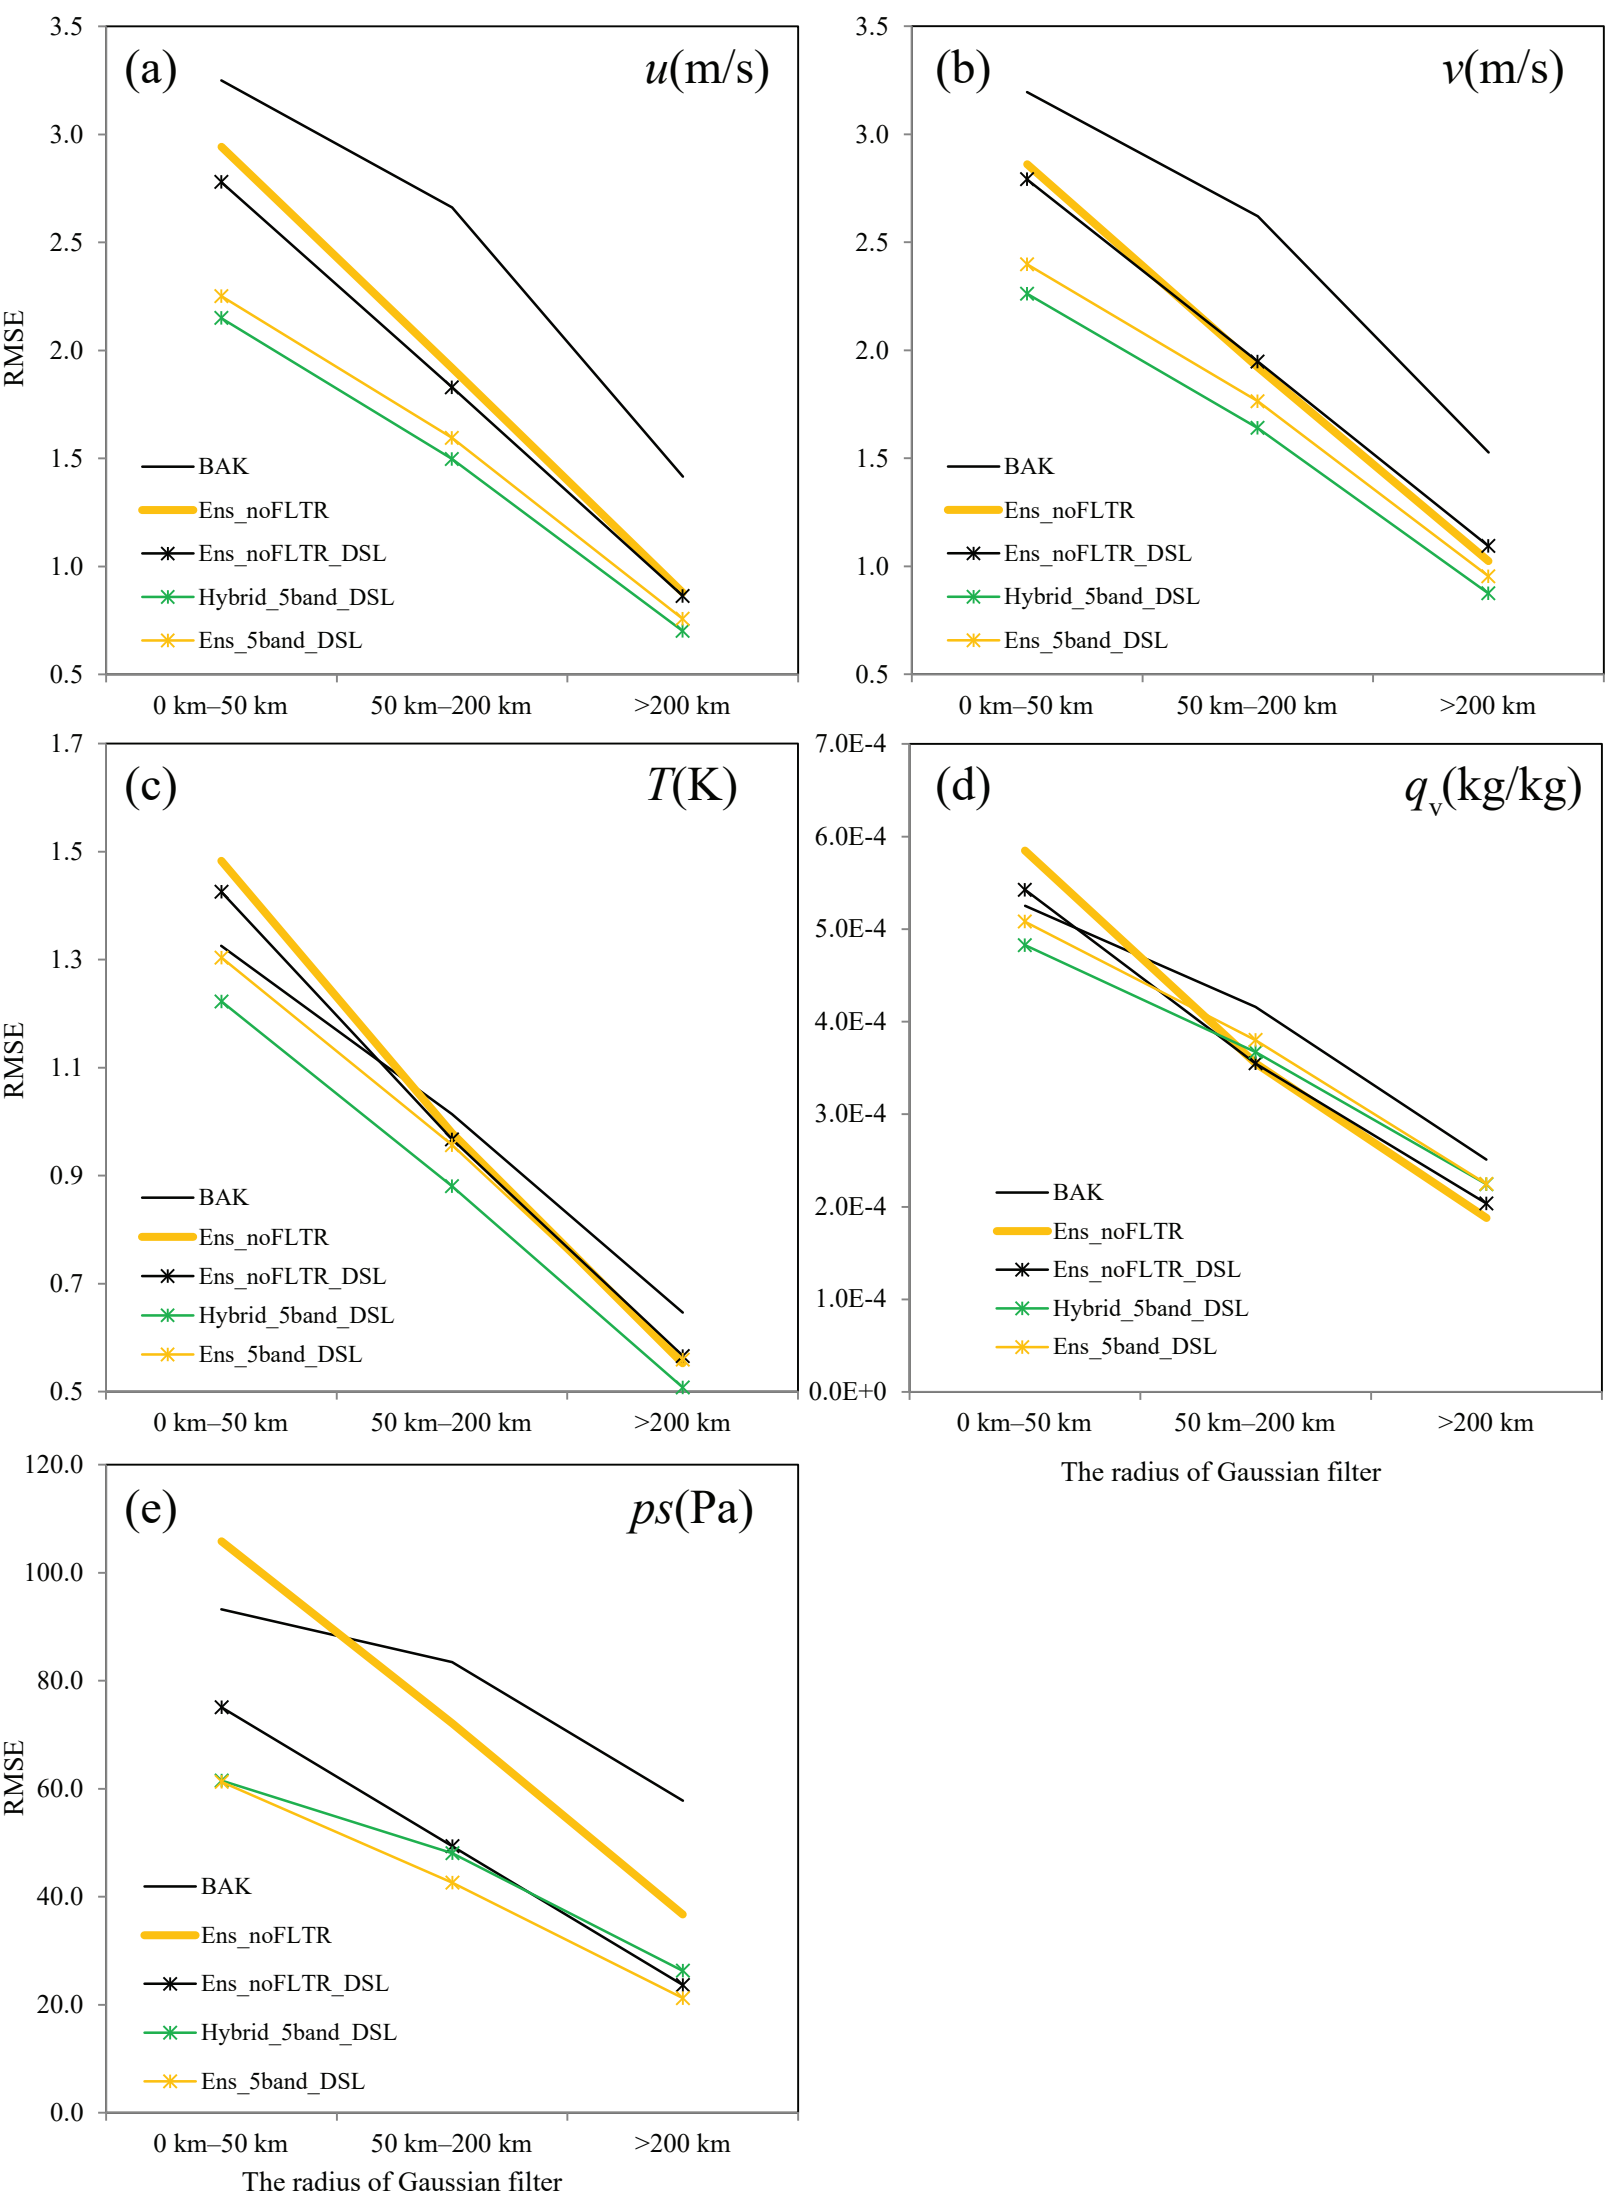 (a)
u(m/s)
RMSE
3.5
3.0
2.5
2.0
1.5
1.0
0.5
BAK
Ens_noFLTR
Ens_noFLTR_DSL
Hybrid_5band_DSL
Ens_5band_DSL
0 km–50 km
50 km–200 km
>200 km
(b)
v(m/s)
3.5
3.0
2.5
2.0
1.5
1.0
0.5
BAK
Ens_noFLTR
Ens_noFLTR_DSL
Hybrid_5band_DSL
Ens_5band_DSL
0 km–50 km
50 km–200 km
>200 km
(c)
T(K)
RMSE
1.7
1.5
1.3
1.1
0.9
0.7
0.5
BAK
Ens_noFLTR
Ens_noFLTR_DSL
Hybrid_5band_DSL
Ens_5band_DSL
0 km–50 km
50 km–200 km
>200 km
(d)
qv(kg/kg)
7.0E-4
6.0E-4
5.0E-4
4.0E-4
3.0E-4
2.0E-4
1.0E-4
0.0E+0
BAK
Ens_noFLTR
Ens_noFLTR_DSL
Hybrid_5band_DSL
Ens_5band_DSL
0 km–50 km
50 km–200 km
>200 km
The radius of Gaussian filter
(e)
ps(Pa)
RMSE
120.0
100.0
80.0
60.0
40.0
20.0
0.0
BAK
Ens_noFLTR
Ens_noFLTR_DSL
Hybrid_5band_DSL
Ens_5band_DSL
0 km–50 km
50 km–200 km
>200 km
The radius of Gaussian filter